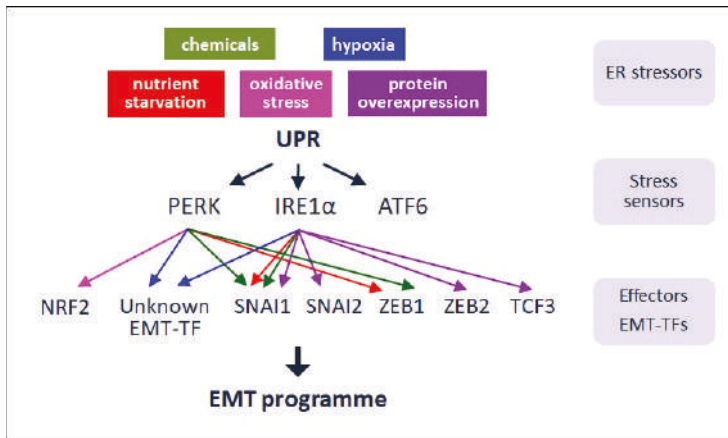 chemicals
hypoxia
ER stressors
nutrient
starvation
oxidative
stress
protein
overexpression
UPR
PERK
IRE1α
ATF6
Stress
sensors
NRF2
Unknown
EMT-TF
SNAI1
SNAI2
ZEB1
ZEB2
TCF3
Effectors
EMT-TFs
EMT programme